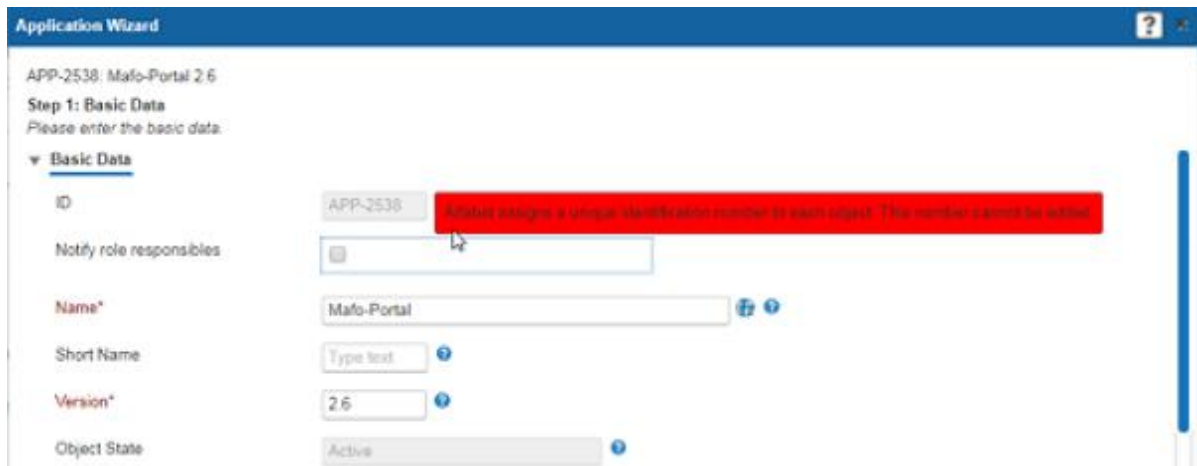 Application Wizard
?
APP-2538: Mafo-Portal 2.6
Step 1: Basic Data
Please enter the basic data.
Basic Data
ID
APP-2538
Alfabet assigns a unique identification number to each object. This number cannot be edited.
Notify role responsibles
Name*
Mafo-Portal
?
Short Name
Type text
?
Version*
2.6
?
Object State
Active
?